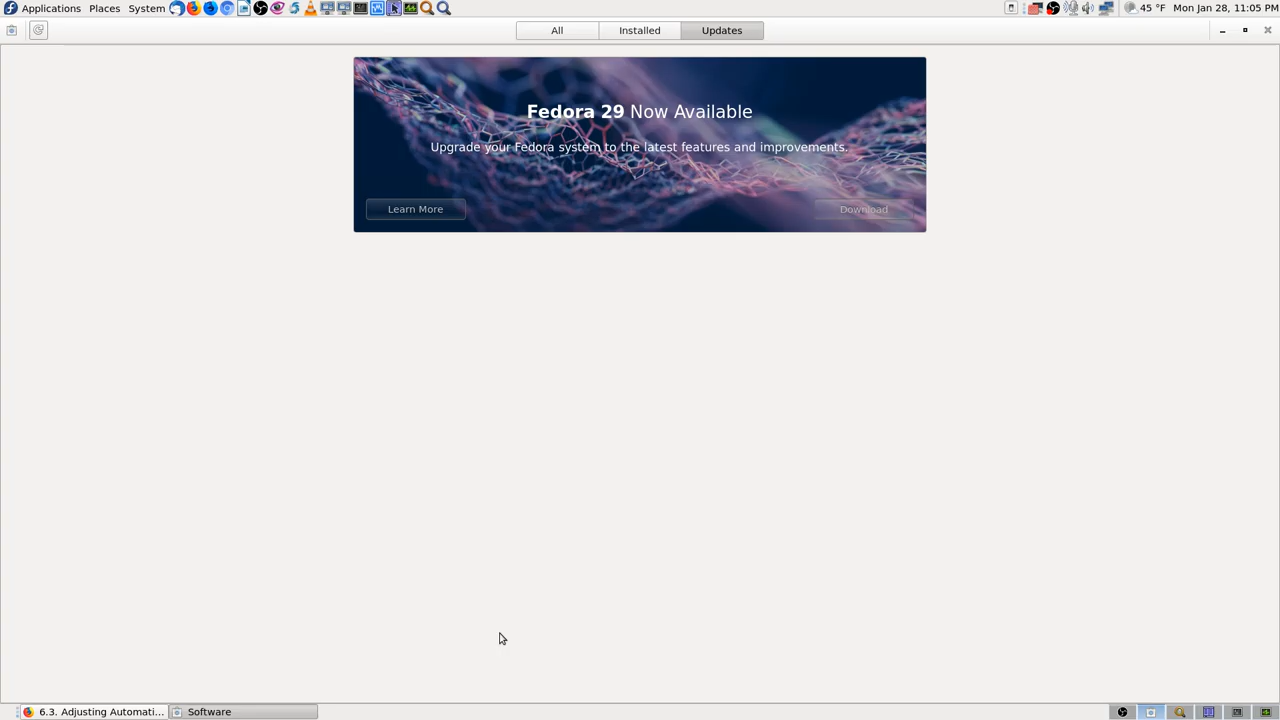 Applications Places System 45 °F Mon Jan 28, 11:05 PM
All Installed Updates
Fedora 29 Now Available
Upgrade your Fedora system to the latest features and improvements.
Learn More Download
6.3. Adjusting Automati... Software